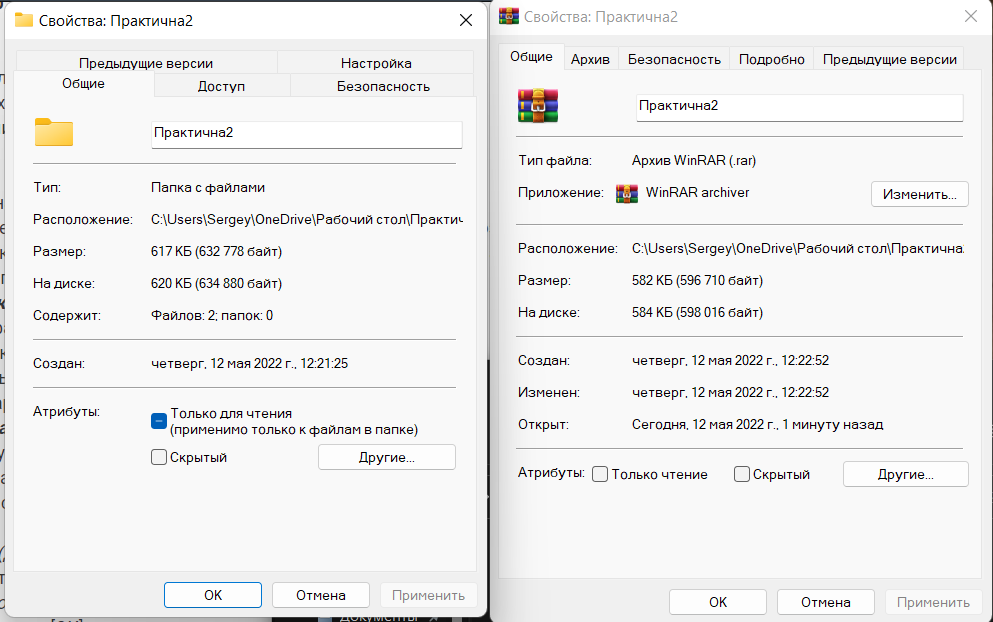 Свойства: Практична2
Предыдущие версии
Настройка
Общие
Доступ
Безопасность
Практична2
Тип:
Папка с файлами
Расположение:
C:\Users\Sergey\OneDrive\Рабочий стол\Практич
Размер:
617 КБ (632 778 байт)
На диске:
620 КБ (634 880 байт)
Содержит:
Файлов: 2; папок: 0
Создан:
четверг, 12 мая 2022 г., 12:21:25
Атрибуты:
Только для чтения
(применимо только к файлам в папке)
Скрытый
Другие...
OK
Отмена
Применить
Свойства: Практична2
Общие
Архив
Безопасность
Подробно
Предыдущие версии
Практична2
Тип файла:
Архив WinRAR (.rar)
Приложение:
WinRAR archiver
Изменить...
Расположение:
C:\Users\Sergey\OneDrive\Рабочий стол\Практична
Размер:
582 КБ (596 710 байт)
На диске:
584 КБ (598 016 байт)
Создан:
четверг, 12 мая 2022 г., 12:22:52
Изменен:
четверг, 12 мая 2022 г., 12:22:52
Открыт:
Сегодня, 12 мая 2022 г., 1 минуту назад
Атрибуты:
Только чтение
Скрытый
Другие...
OK
Отмена
Применить